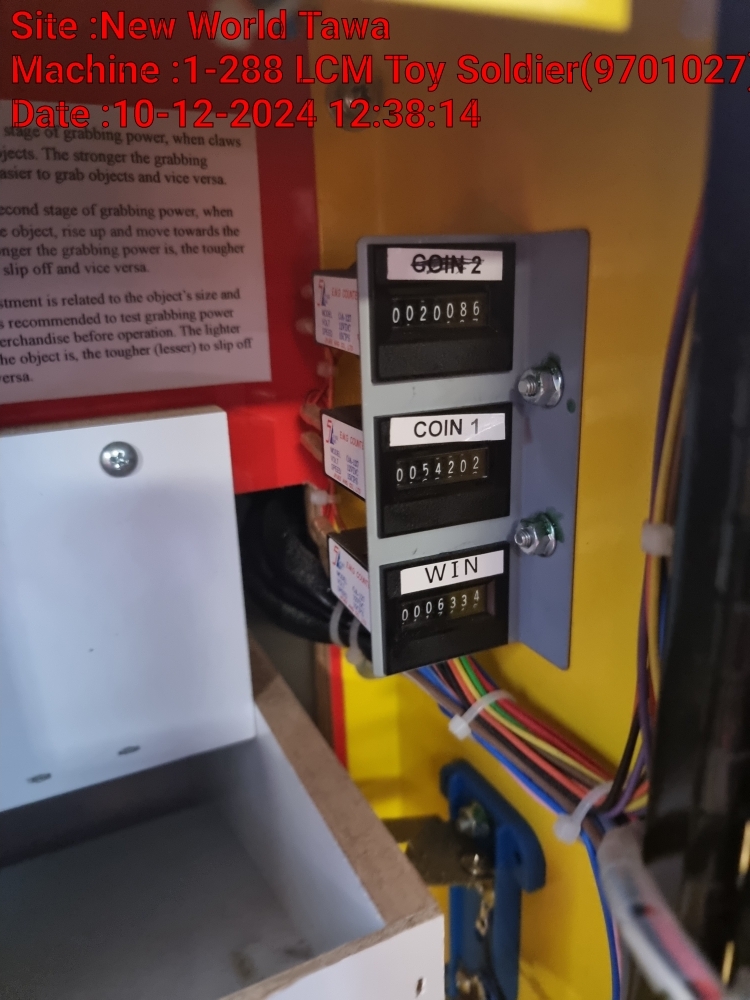 Site :New World Tawa
Machine :1-288 LCM Toy Soldier(9701027)
Date :10-12-2024 12:38:14
stage of grabbing power, when claws
jects. The stronger the grabbing
asier to grab objects and vice versa.
econd stage of grabbing power, when
e object, rise up and move towards the
nger the grabbing power is, the tougher
slip off and vice versa.
stment is related to the object's size and
s recommended to test grabbing power
erchandise before operation. The lighter
he object is, the tougher (lesser) to slip off
versa.
COIN 2
0020086
COIN 1
0054202
WIN
0006334